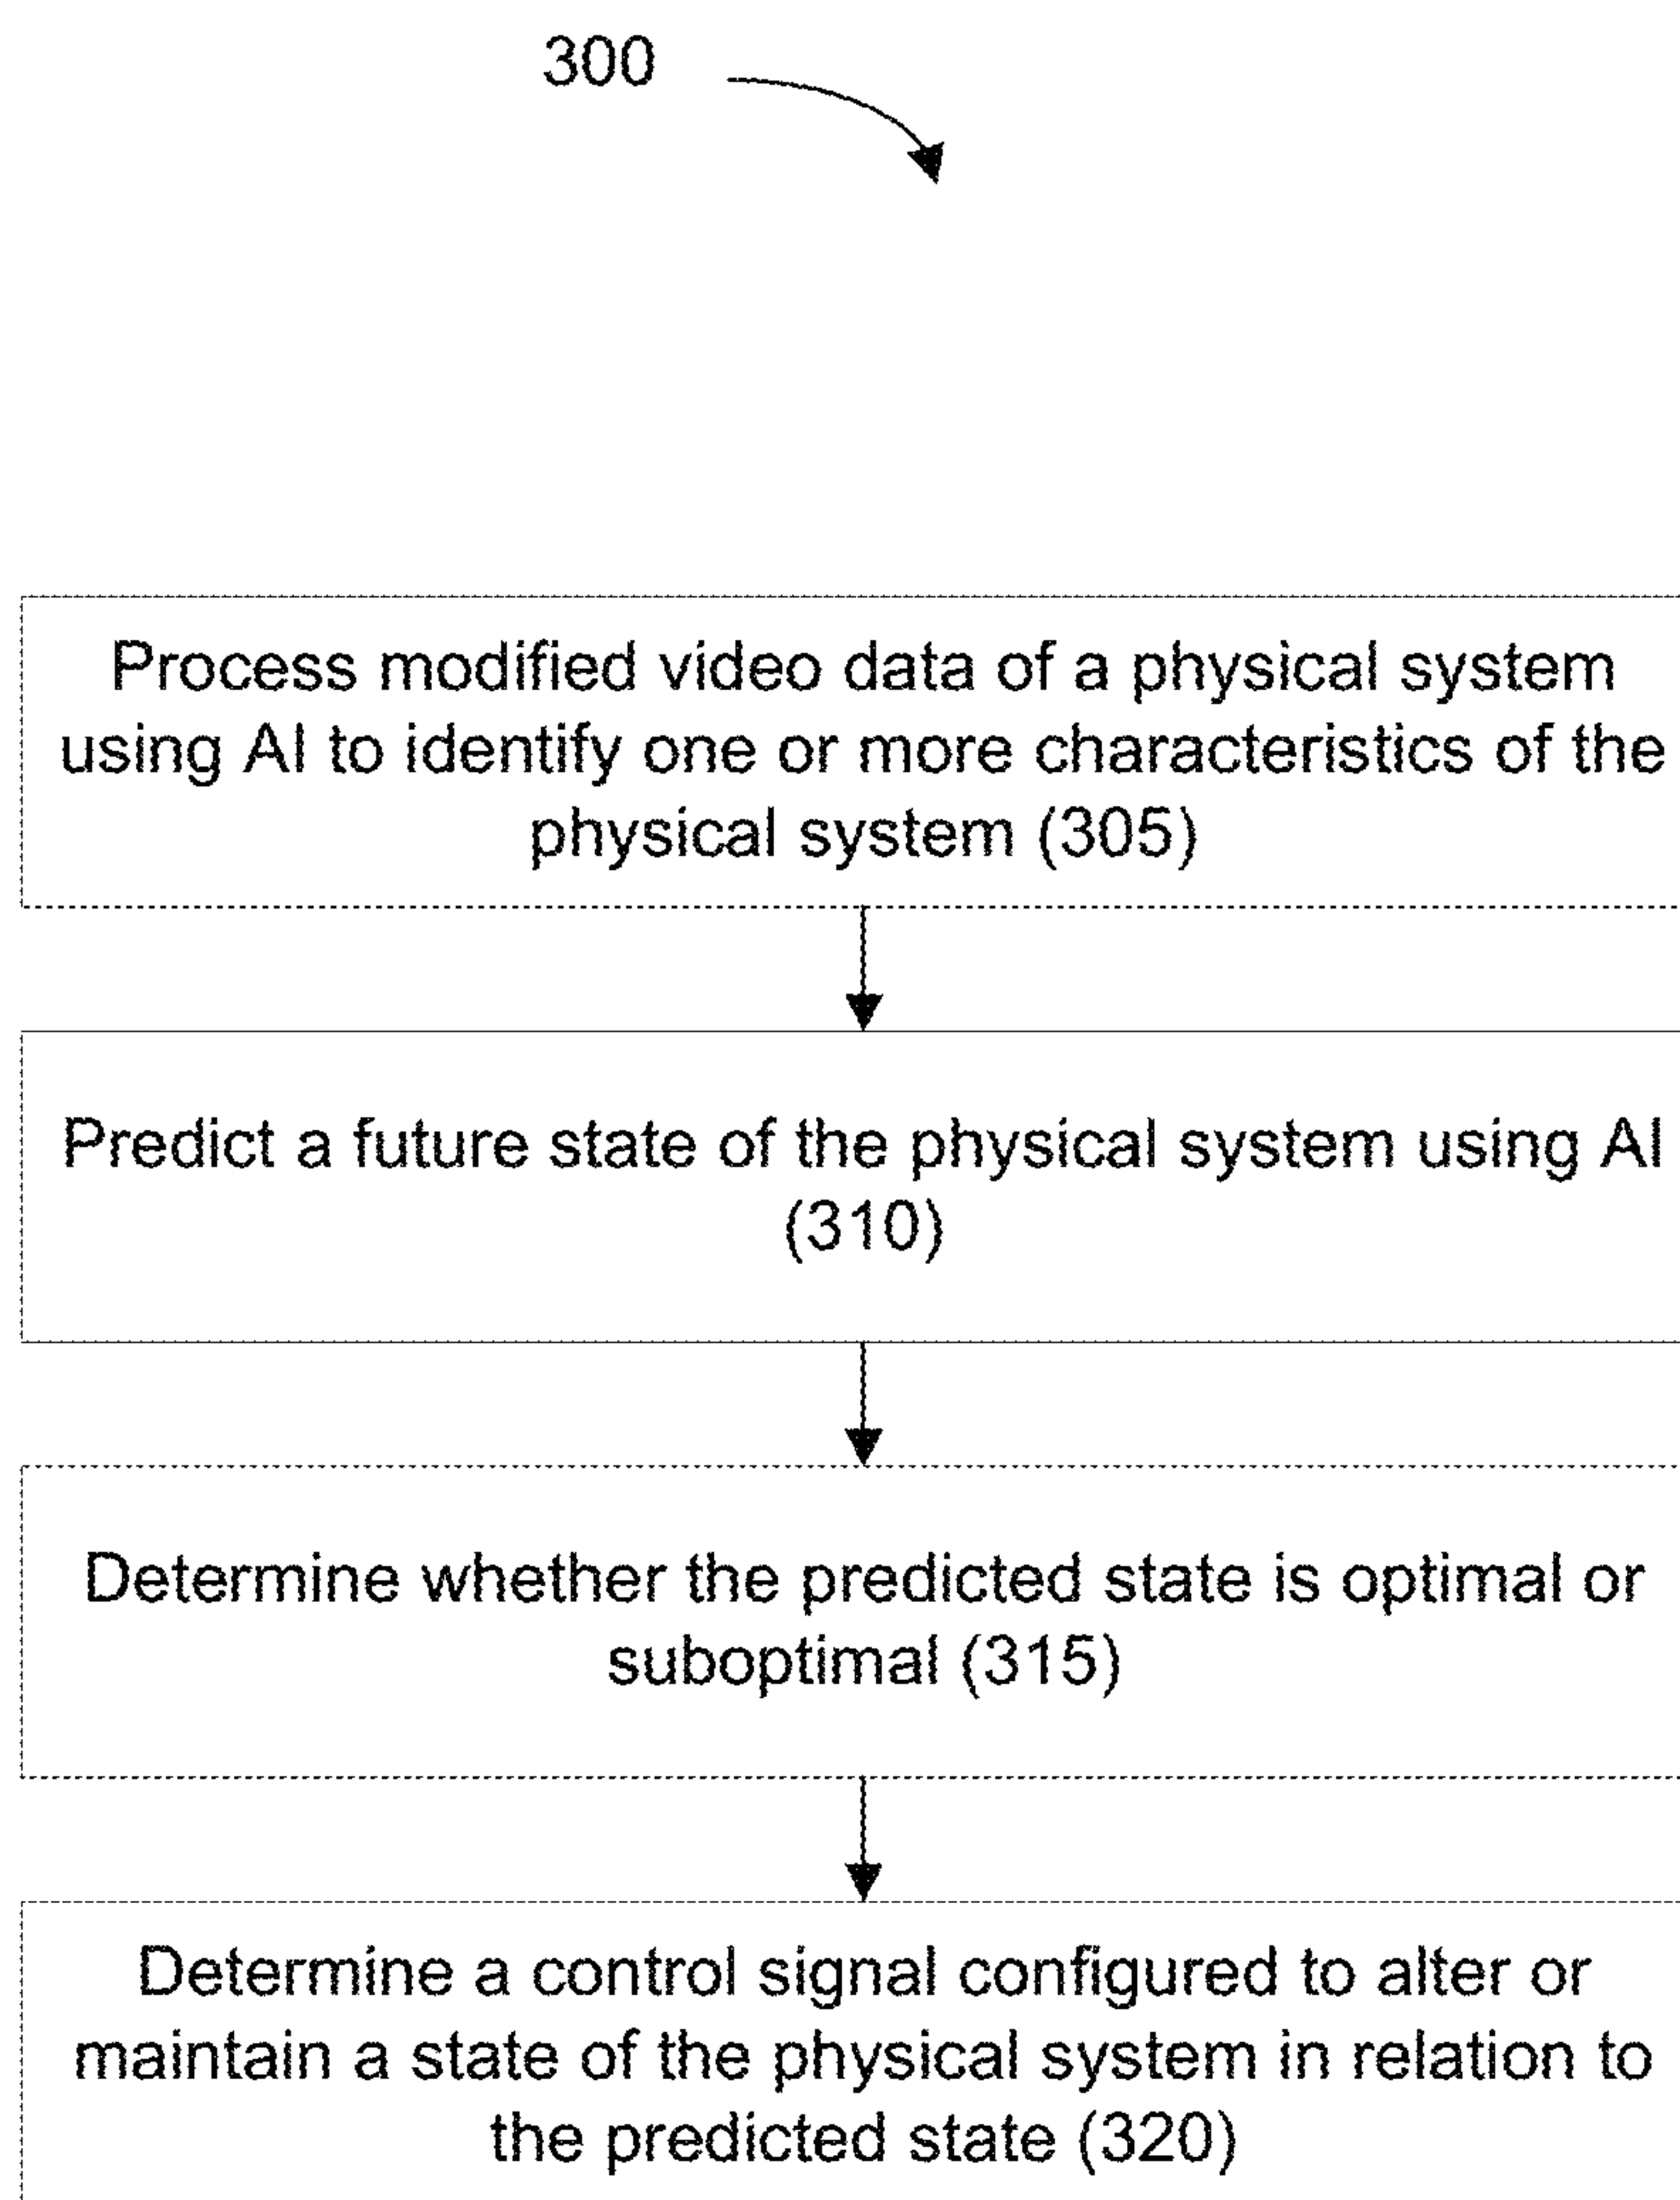 300
Process modified video data of a physical system
using AI to identify one or more characteristics of the
physical system (305)
Predict a future state of the physical system using AI
(310)
Determine whether the predicted state is optimal or
suboptimal (315)
Determine a control signal configured to alter or
maintain a state of the physical system in relation to
the predicted state (320)